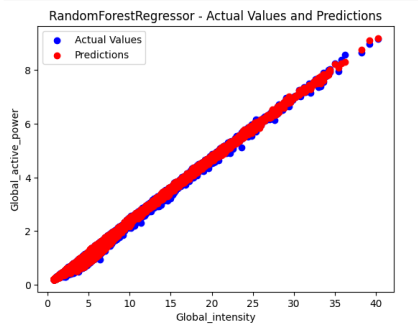 RandomForestRegressor - Actual Values and Predictions
Actual Values
Predictions
Global_active_power
8
6
4
2
0
0 5 10 15 20 25 30 35 40
Global_intensity